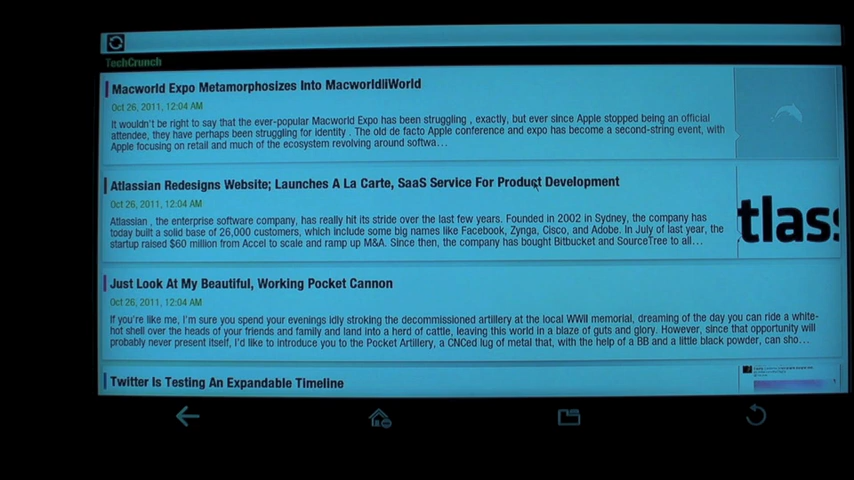 TechCrunch
Macworld Expo Metamorphosizes Into MacworldIiWorld
Oct 26, 2011, 12:04 AM
It wouldn't be right to say that the ever-popular Macworld Expo has been struggling , exactly, but ever since Apple stopped being an official
attendee, they have perhaps been struggling for identity . The old de facto Apple conference and expo has become a second-string event, with
Apple focusing on retail and much of the ecosystem revolving around softwa...
Atlassian Redesigns Website; Launches A La Carte, SaaS Service For Product Development
Oct 26, 2011, 12:04 AM
Atlassian , the enterprise software company, has really hit its stride over the last few years. Founded in 2002 in Sydney, the company has
today built a solid base of 26,000 customers, which include some big names like Facebook, Zynga, Cisco, and Adobe. In July of last year, the
startup raised $60 million from Accel to scale and ramp up M&A. Since then, the company has bought Bitbucket and SourceTree to all...
tlass
Just Look At My Beautiful, Working Pocket Cannon
Oct 26, 2011, 12:04 AM
If you're like me, I'm sure you spend your evenings idly stroking the decommissioned artillery at the local WWII memorial, dreaming of the day you can ride a white-
hot shell over the heads of your friends and family and land into a herd of cattle, leaving this world in a blaze of guts and glory. However, since that opportunity will
probably never present itself, I'd like to introduce you to the Pocket Artillery, a CNCed lug of metal that, with the help of a BB and a little black powder, can sho...
Twitter Is Testing An Expandable Timeline